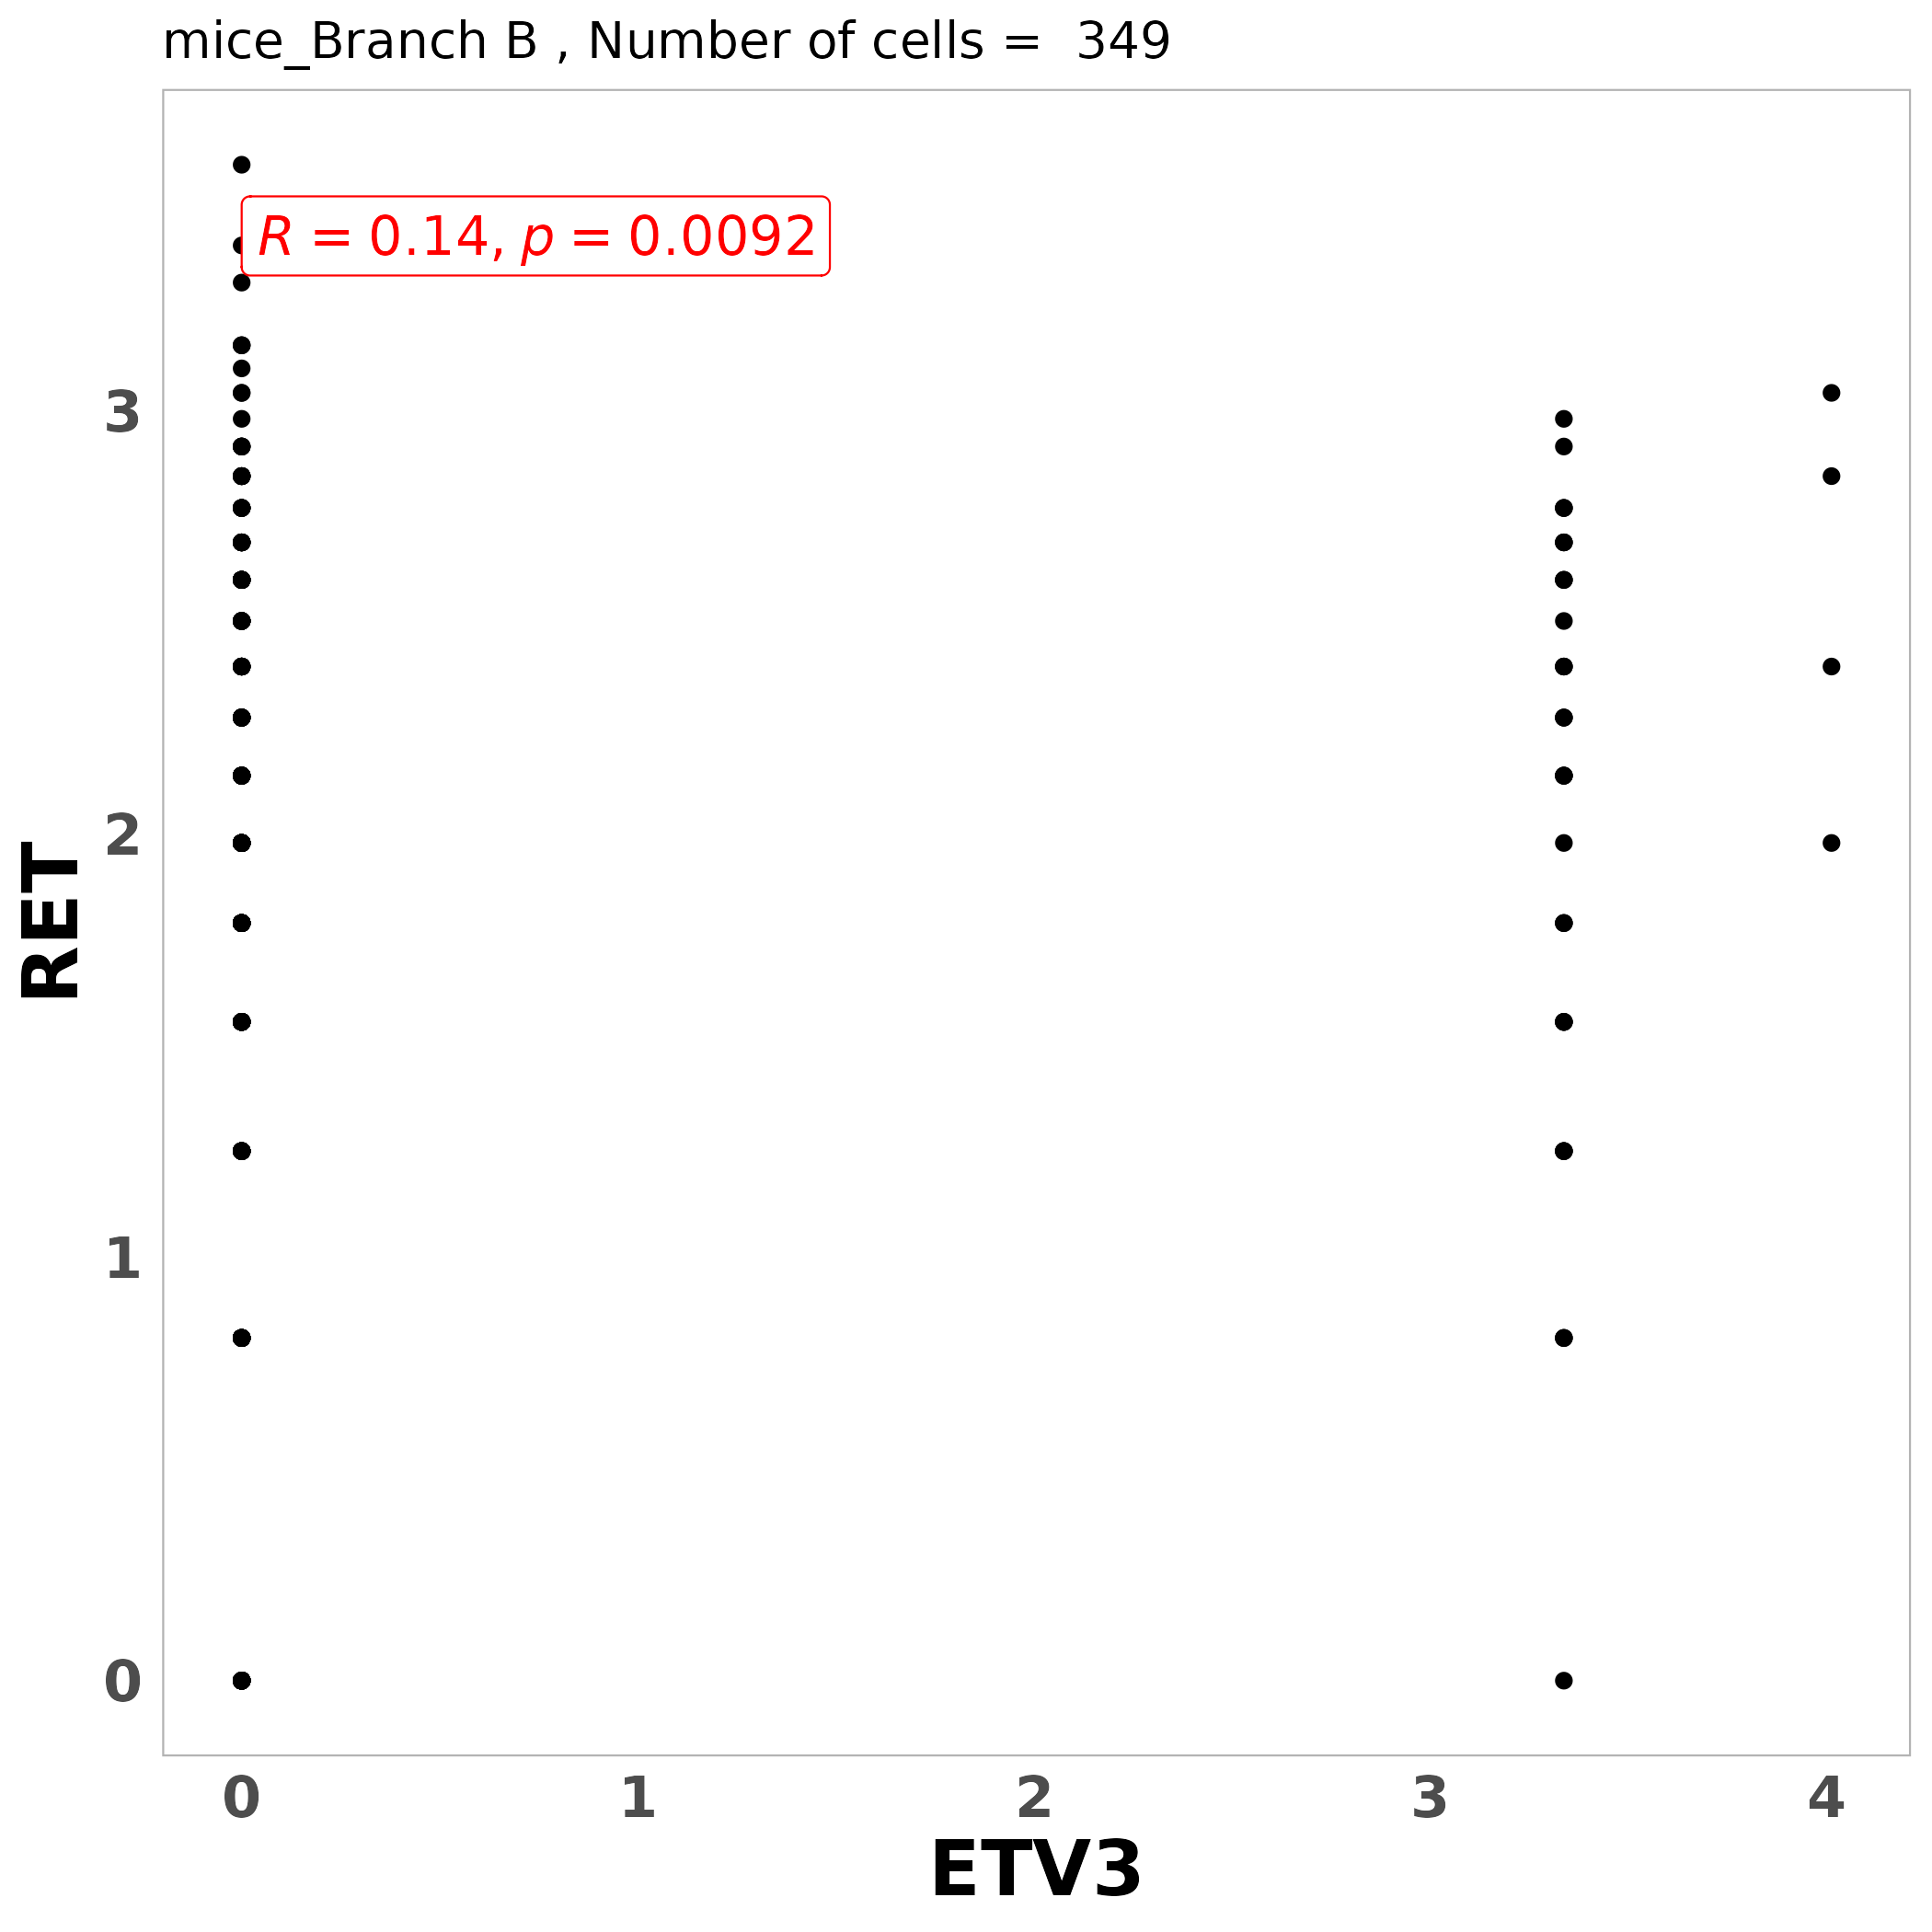 mice_Branch B , Number of cells =  349
R = 0.14, p = 0.0092
3
2
1
0
RET
0 1 2 3 4
ETV3